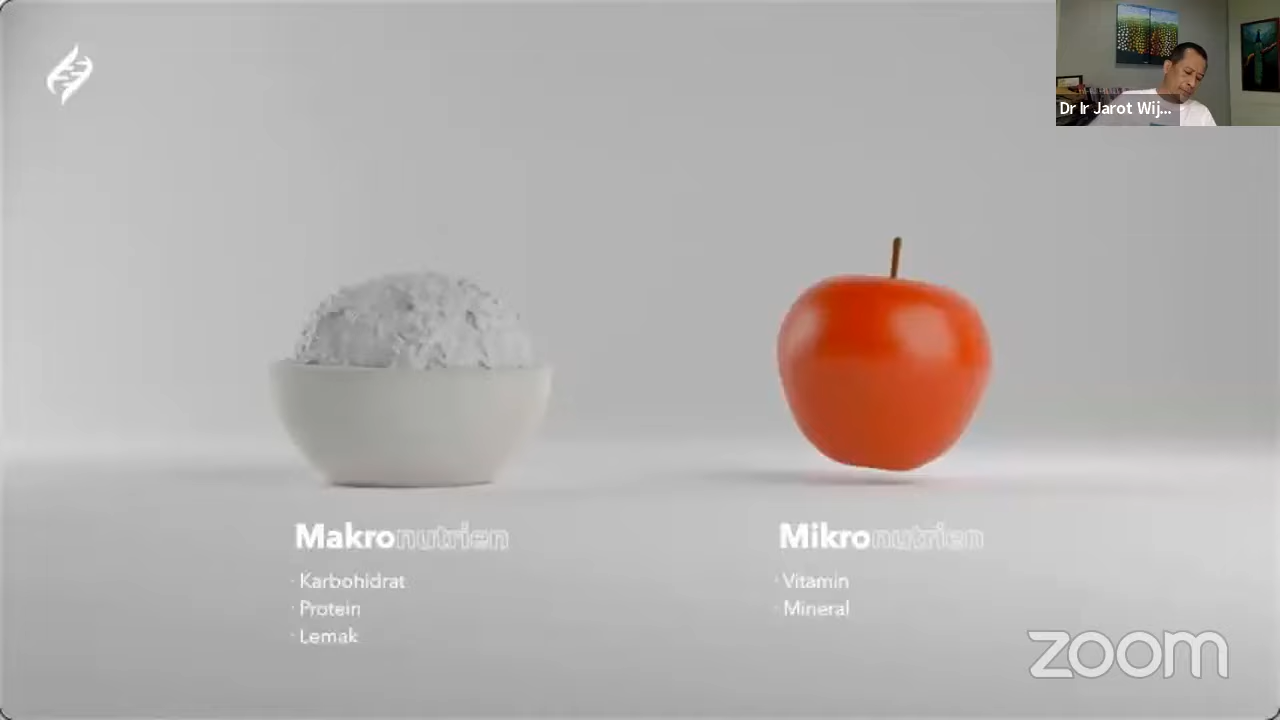 Dr Ir Jarot Wij...
Makronutrien
· Karbohidrat
· Protein
· Lemak
Mikronutrien
· Vitamin
· Mineral
zoom